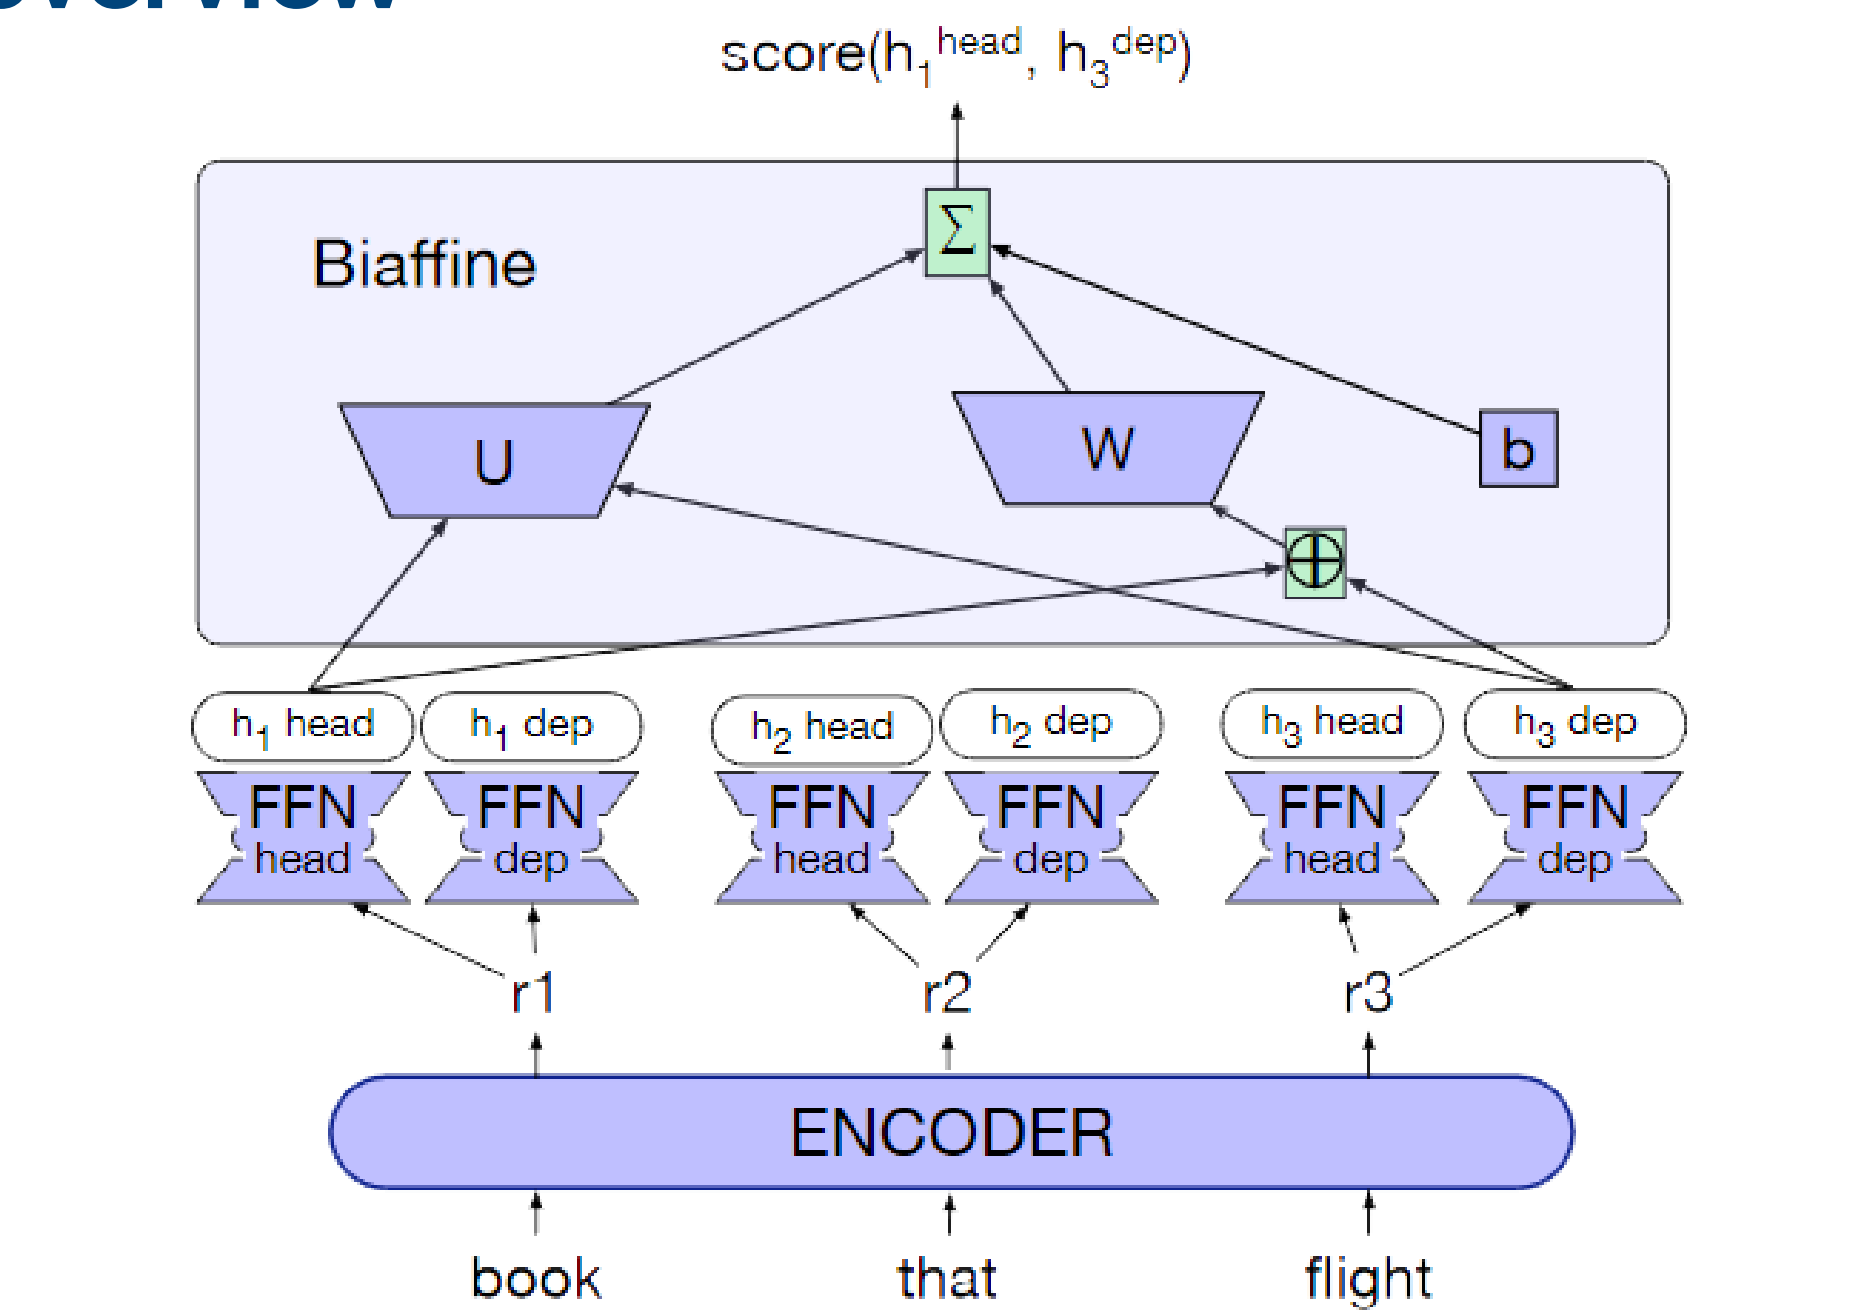 overview
score(h₁ʰᵉᵃᵈ, h₃ᵈᵉᵖ)
Σ
Biaffine
U W b
⊕
h₁ head h₁ dep h₂ head h₂ dep h₃ head h₃ dep
FFN FFN FFN FFN FFN FFN
head dep head dep head dep
r1 r2 r3
ENCODER
book that flight